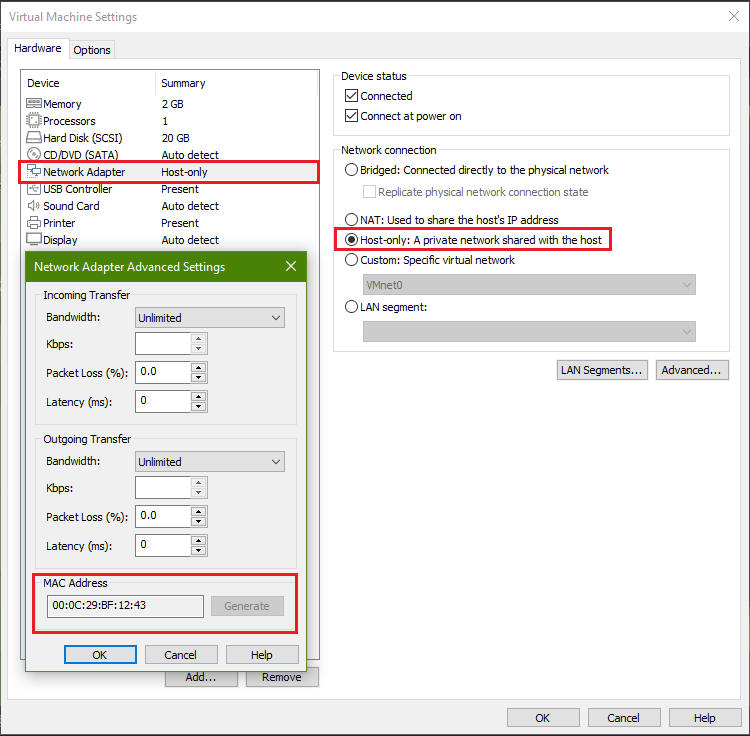 Virtual Machine Settings
Hardware
Options
Device Summary
Memory 2 GB
Processors 1
Hard Disk (SCSI) 20 GB
CD/DVD (SATA) Auto detect
Network Adapter Host-only
USB Controller Present
Sound Card Auto detect
Printer Present
Display Auto detect
Device status
Connected
Connect at power on
Network connection
Bridged: Connected directly to the physical network
Replicate physical network connection state
NAT: Used to share the host's IP address
Host-only: A private network shared with the host
Custom: Specific virtual network
VMnet0
LAN segment:
LAN Segments...
Advanced...
Network Adapter Advanced Settings
Incoming Transfer
Bandwidth: Unlimited
Kbps:
Packet Loss (%): 0.0
Latency (ms): 0
Outgoing Transfer
Bandwidth: Unlimited
Kbps:
Packet Loss (%): 0.0
Latency (ms): 0
MAC Address
00:0C:29:BF:12:43
Generate
OK
Cancel
Help
Add...
Remove
OK
Cancel
Help